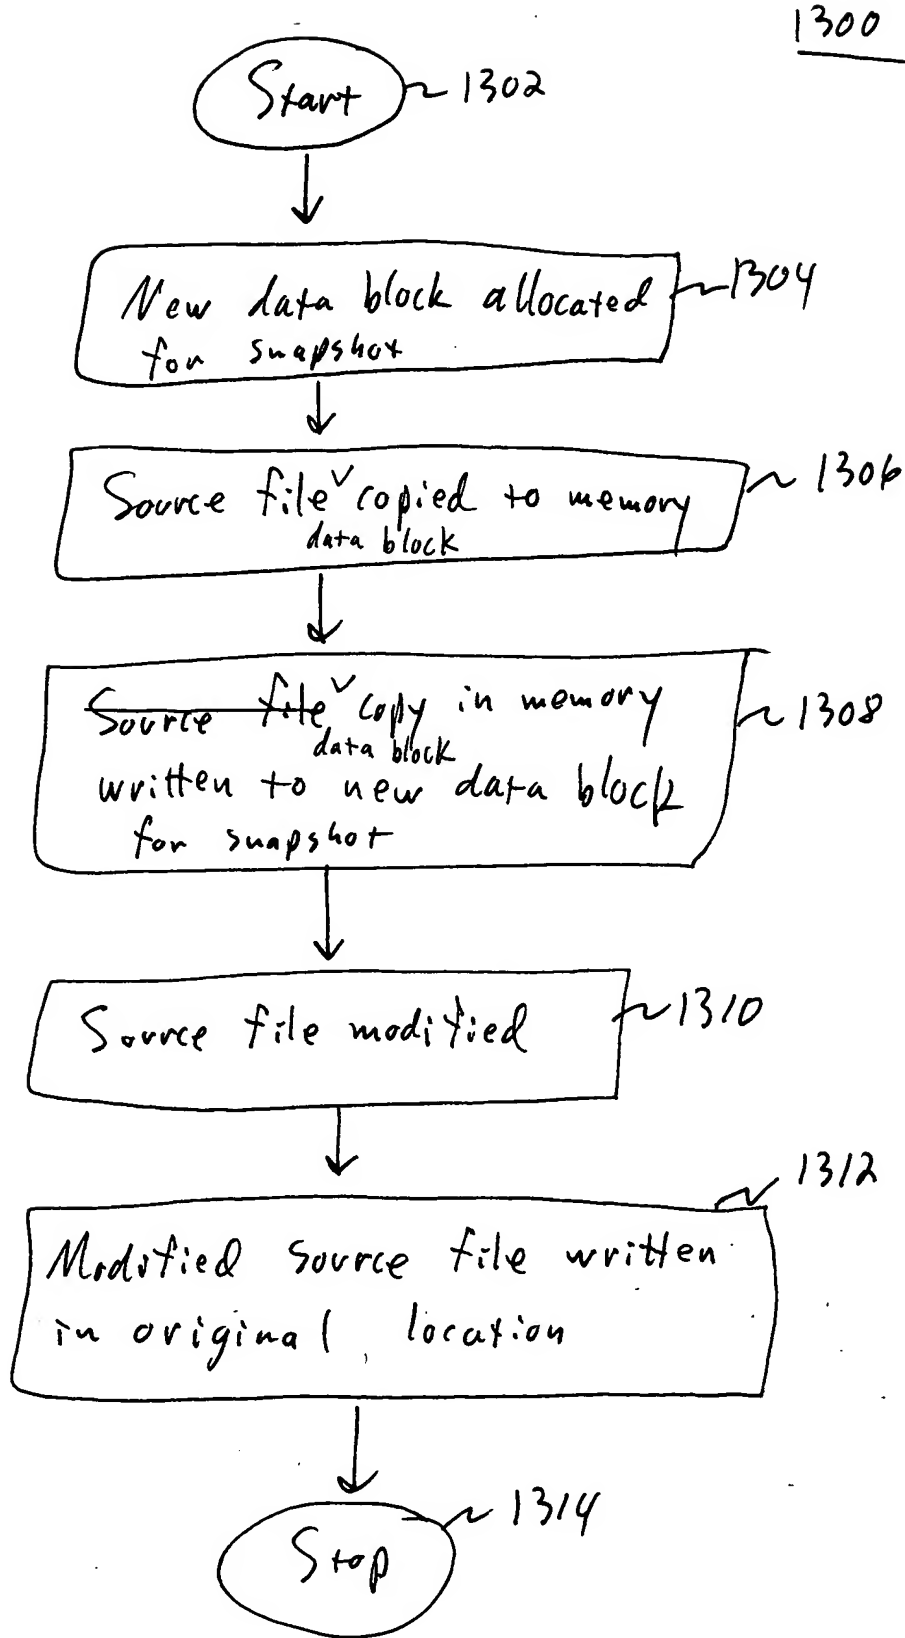 1300
Start 1302
New data block allocated 1304
for snapshot
Source file ˅ copied to memory 1306
data block
Source file ˅ copy in memory 1308
data block
written to new data block
for snapshot
Source file modified 1310
1312
Modified source file written
in original location
1314
Stop